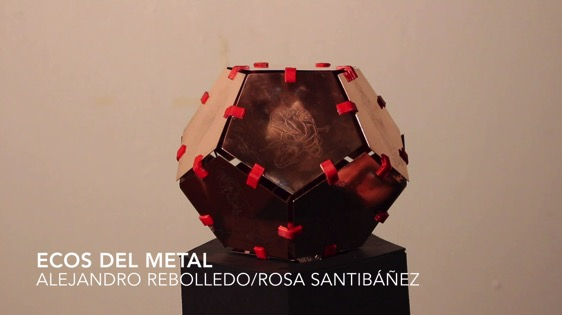 ECOS DEL METAL
ALEJANDRO REBOLLEDO/ROSA SANTIBÁÑEZ